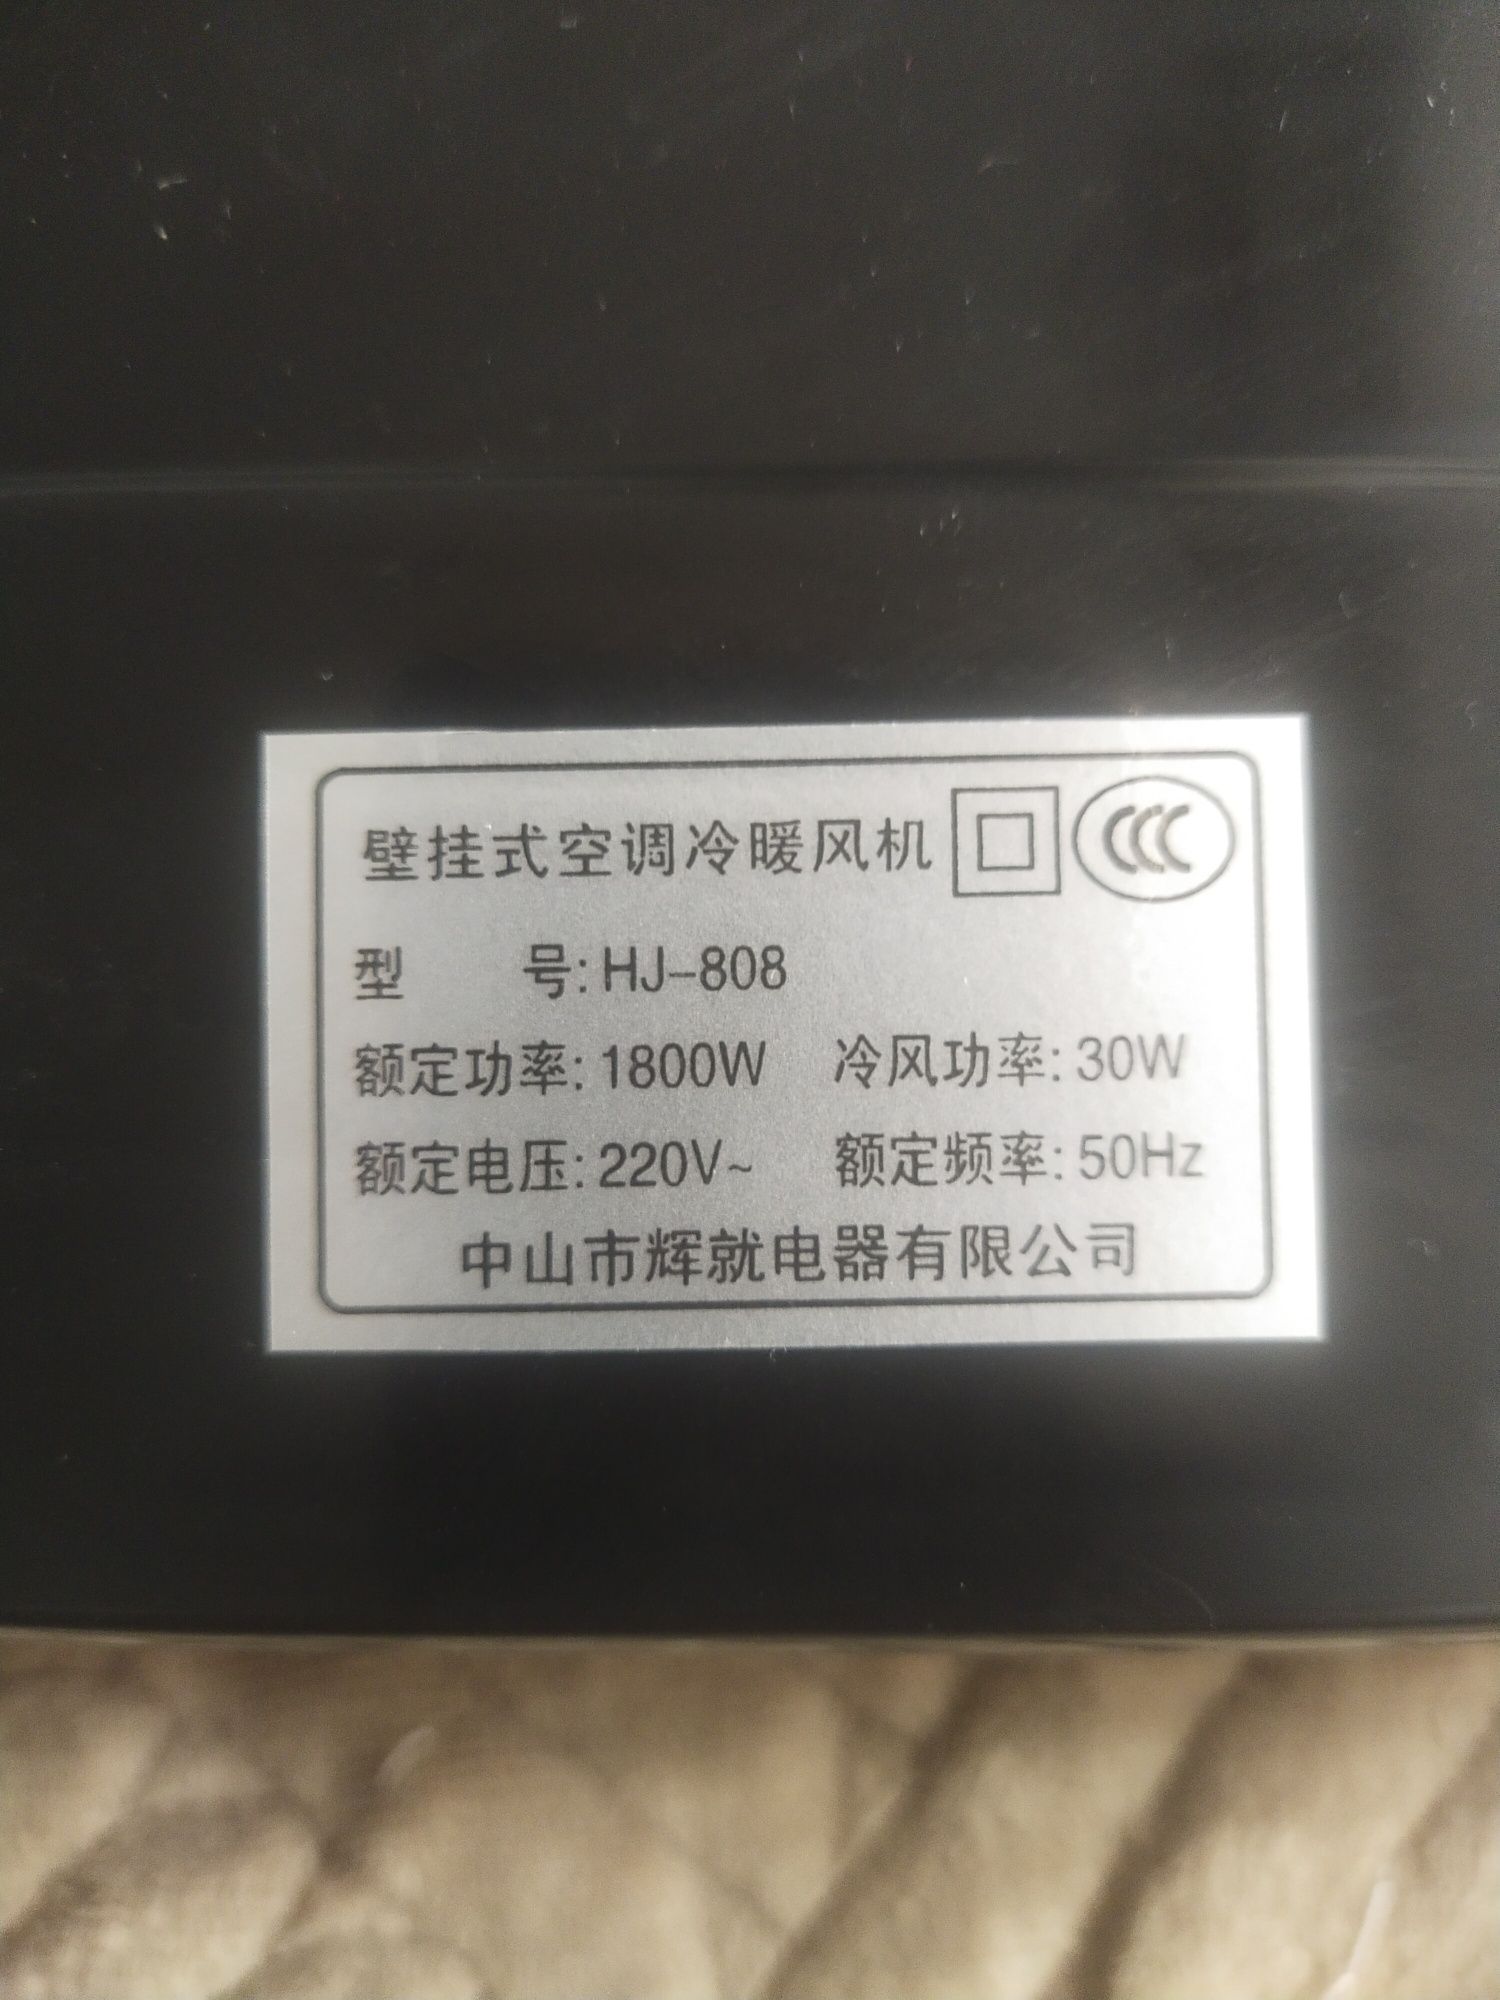 壁挂式空调冷暖风机 CCC
型 号: HJ-808
额定功率: 1800W 冷风功率: 30W
额定电压: 220V~ 额定频率: 50Hz
中山市辉就电器有限公司